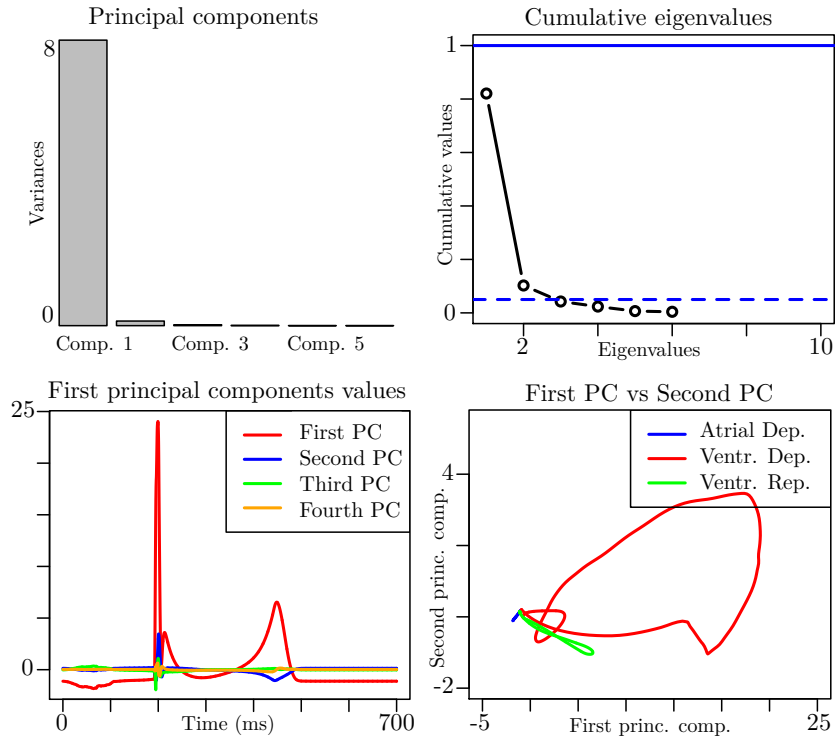 Principal components
8
Variances
0
Comp. 1
Comp. 3
Comp. 5
Cumulative eigenvalues
1
Cumulative values
0
2
Eigenvalues
10
First principal components values
25
First PC
Second PC
Third PC
Fourth PC
0
0
Time (ms)
700
First PC vs Second PC
Atrial Dep.
Ventr. Dep.
Ventr. Rep.
4
Second princ. comp.
-2
-5
First princ. comp.
25